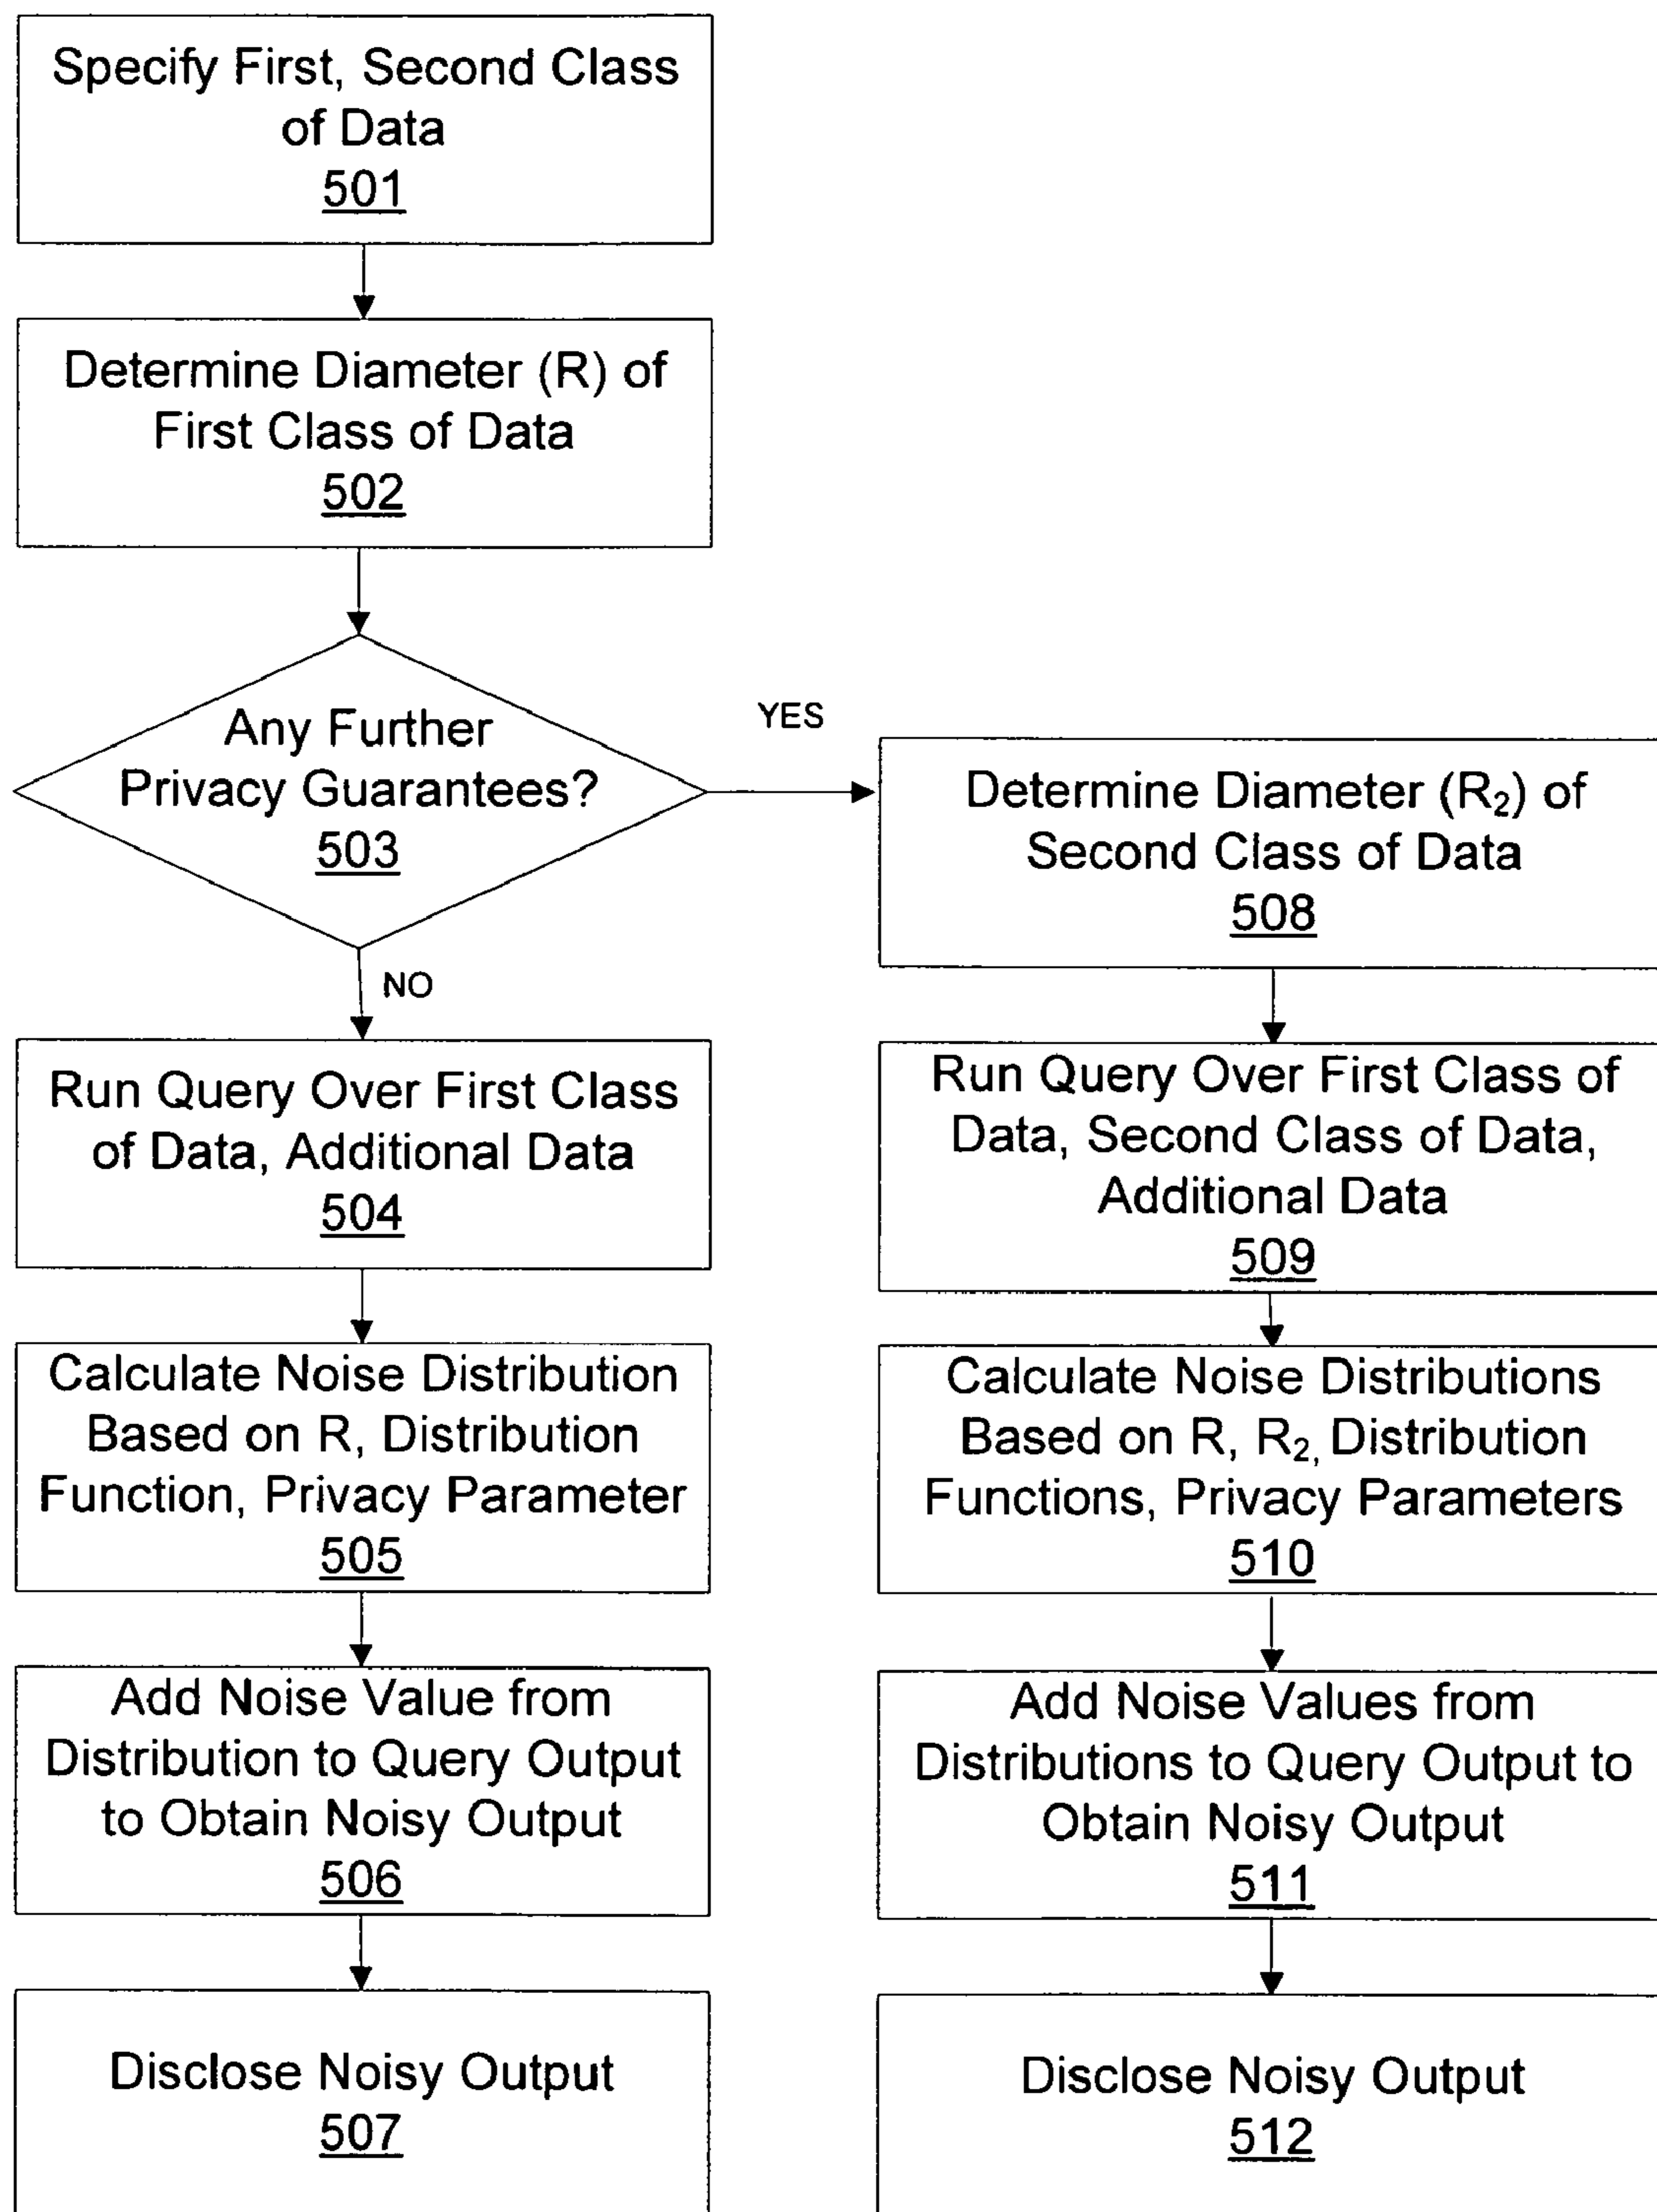 Specify First, Second Class
of Data
501
Determine Diameter (R) of
First Class of Data
502
Any Further
Privacy Guarantees?
503
YES
NO
Run Query Over First Class
of Data, Additional Data
504
Calculate Noise Distribution
Based on R, Distribution
Function, Privacy Parameter
505
Add Noise Value from
Distribution to Query Output
to Obtain Noisy Output
506
Disclose Noisy Output
507
Determine Diameter (R₂) of
Second Class of Data
508
Run Query Over First Class of
Data, Second Class of Data,
Additional Data
509
Calculate Noise Distributions
Based on R, R₂, Distribution
Functions, Privacy Parameters
510
Add Noise Values from
Distributions to Query Output to
Obtain Noisy Output
511
Disclose Noisy Output
512